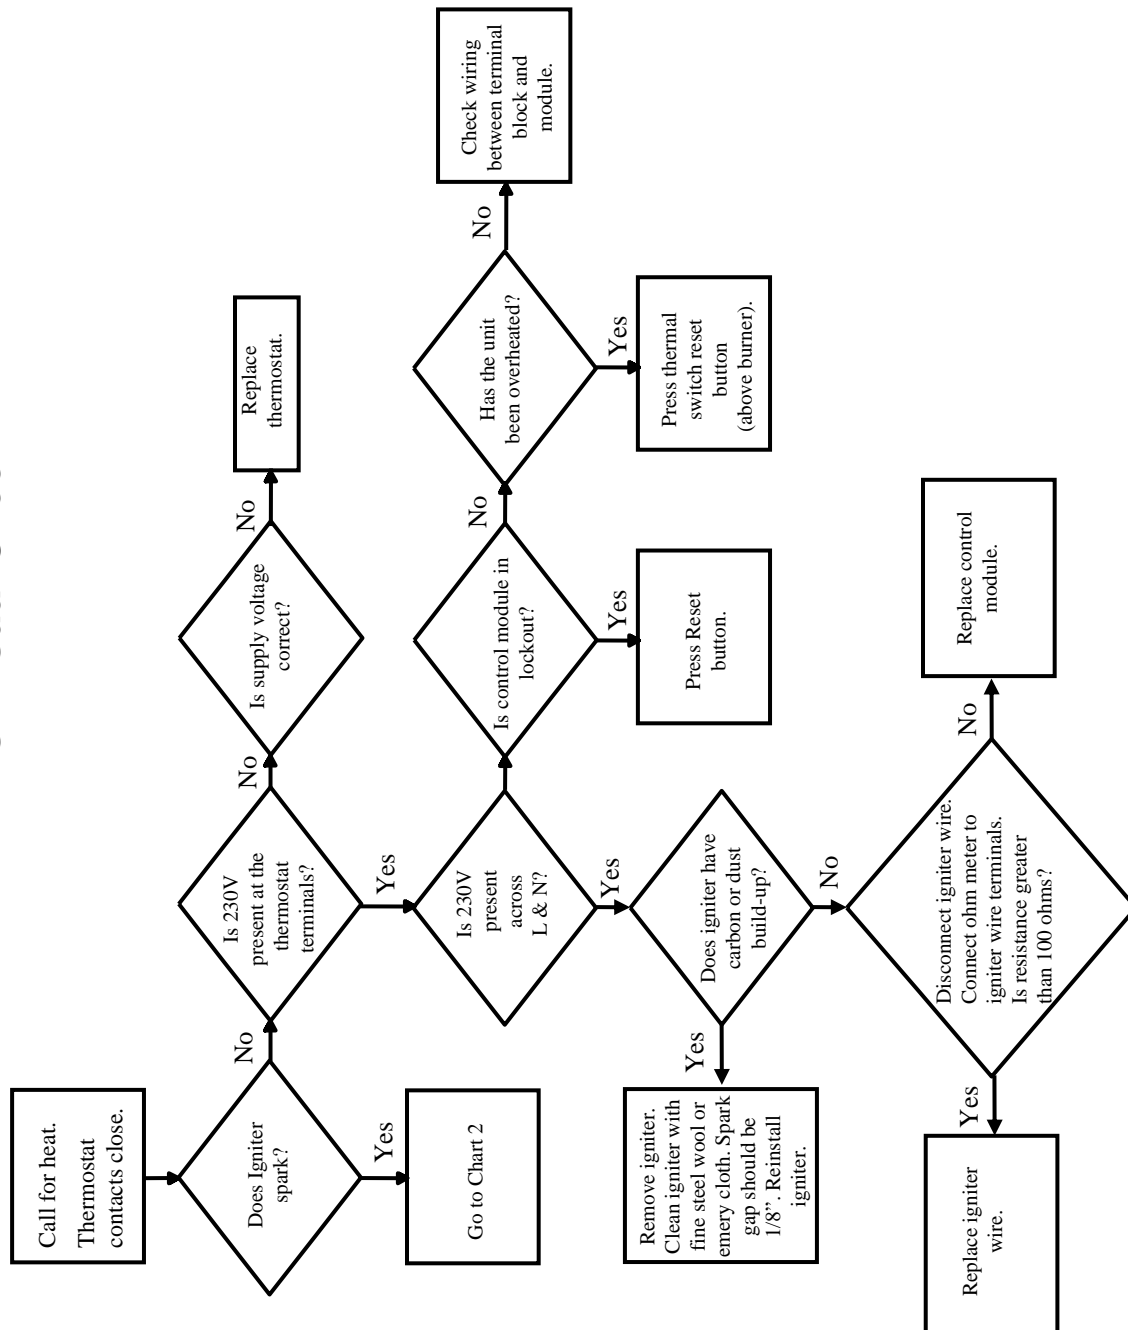 Call for heat.
Thermostat
contacts close.
Does Igniter
spark?
Yes
Go to Chart 2
No
Is 230V
present at the
thermostat
terminals?
No
Is supply voltage
correct?
No
Replace
thermostat.
Yes
Is 230V
present
across
L & N?
Is control module in
lockout?
Yes
Press Reset
button.
No
Has the unit
been overheated?
Yes
Press thermal
switch reset
button
(above burner).
No
Check wiring
between terminal
block and
module.
Yes
Does igniter have
carbon or dust
build-up?
Yes
Remove igniter.
Clean igniter with
fine steel wool or
emery cloth. Spark
gap should be
1/8”. Reinstall
igniter.
No
Disconnect igniter wire.
Connect ohm meter to
igniter wire terminals.
Is resistance greater
than 100 ohms?
Yes
Replace igniter
wire.
No
Replace control
module.